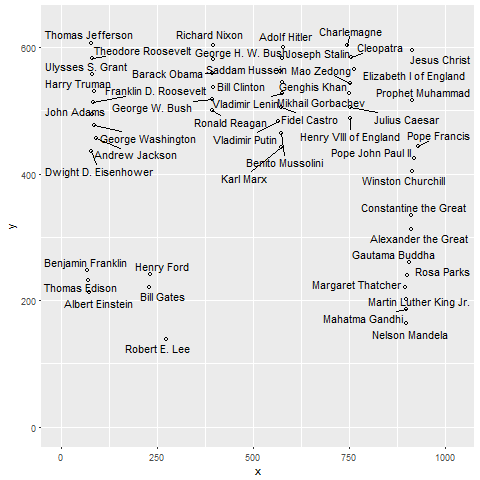 Thomas Jefferson
Richard Nixon
Adolf Hitler
Charlemagne
Theodore Roosevelt
George H. W. Bush
Joseph Stalin
Cleopatra
Jesus Christ
Ulysses S. Grant
Barack Obama
Saddam Hussein
Mao Zedong
Elizabeth I of England
Harry Truman
Franklin D. Roosevelt
Bill Clinton
Genghis Khan
Prophet Muhammad
George W. Bush
Vladimir Lenin
Mikhail Gorbachev
John Adams
Ronald Reagan
Fidel Castro
Julius Caesar
George Washington
Vladimir Putin
Henry VIII of England
Pope Francis
Andrew Jackson
Benito Mussolini
Pope John Paul II
Dwight D. Eisenhower
Karl Marx
Winston Churchill
Constantine the Great
Alexander the Great
Gautama Buddha
Benjamin Franklin
Henry Ford
Rosa Parks
Thomas Edison
Bill Gates
Margaret Thatcher
Albert Einstein
Martin Luther King Jr.
Mahatma Gandhi
Robert E. Lee
Nelson Mandela
600
400
200
0
y
0
250
500
750
1000
x